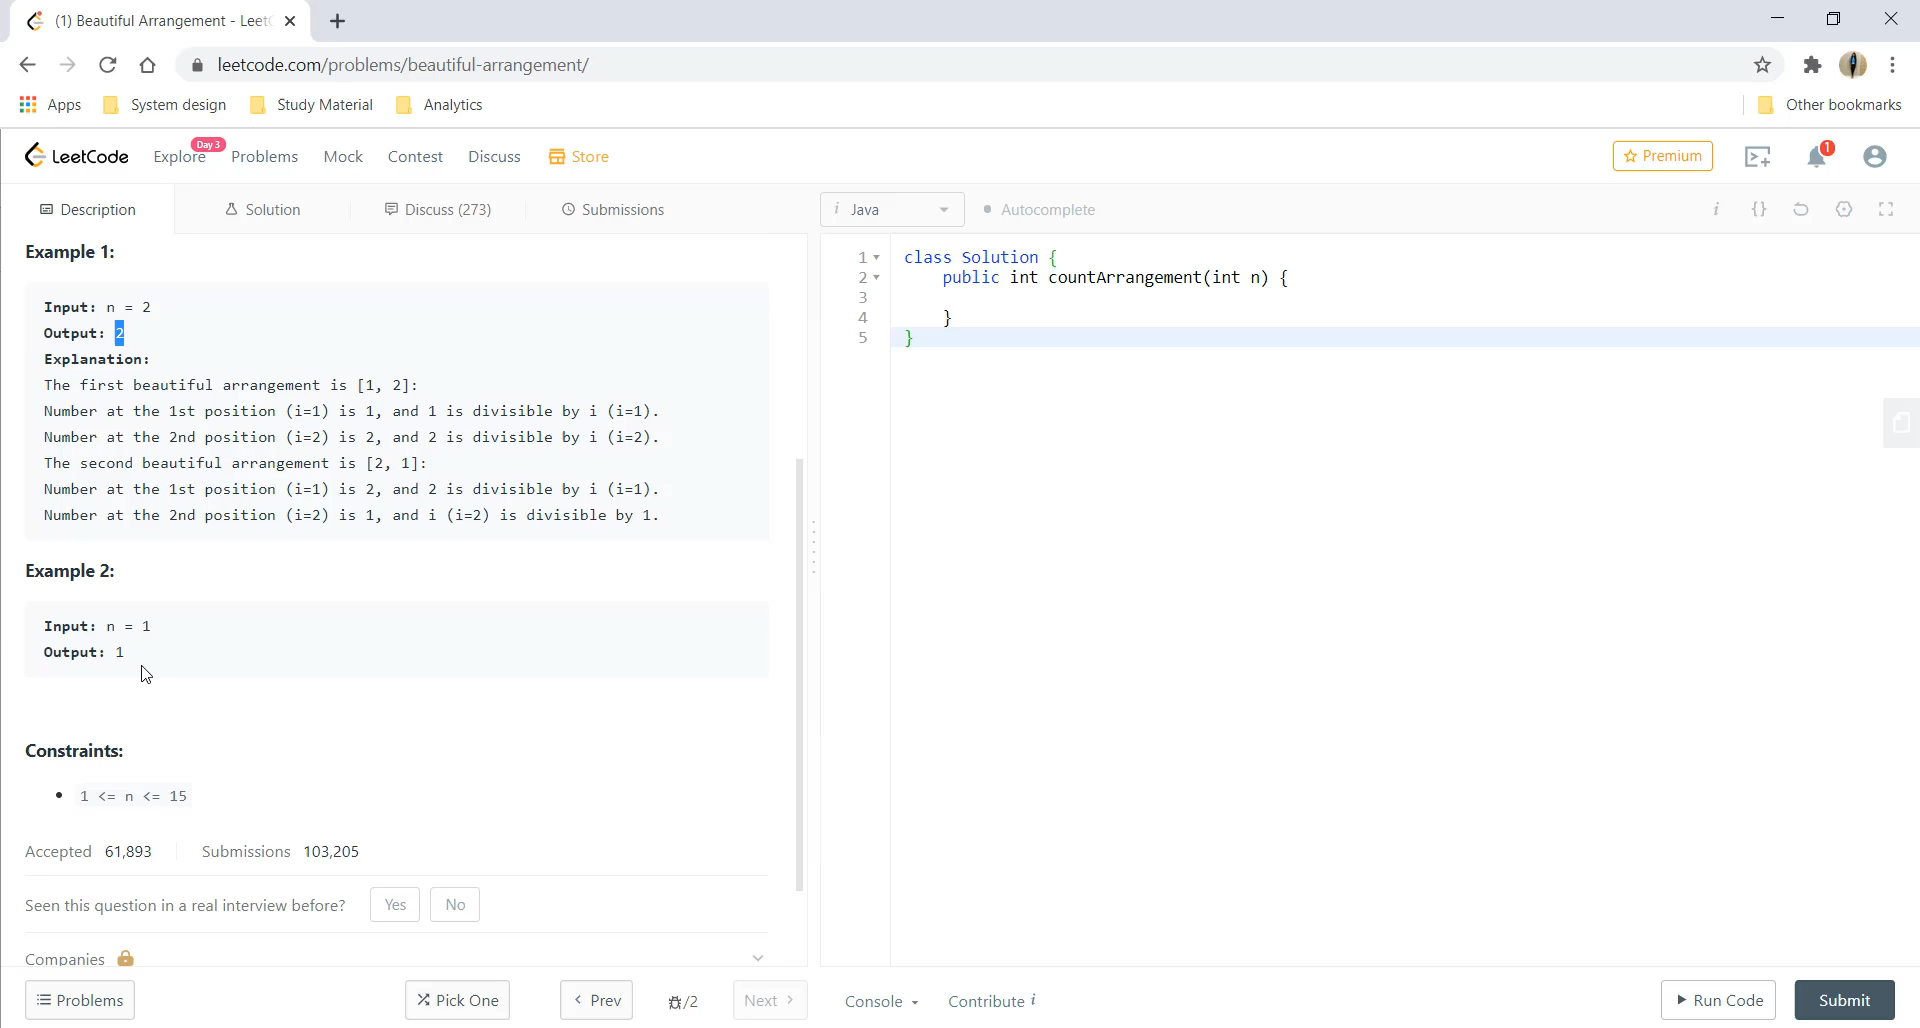 (1) Beautiful Arrangement - Leet
leetcode.com/problems/beautiful-arrangement/
Apps System design Study Material Analytics Other bookmarks
LeetCode Explore Day 3 Problems Mock Contest Discuss Store Premium 1
Description Solution Discuss (273) Submissions
i Java Autocomplete i {}
Example 1:
Input: n = 2
Output: 2
Explanation:
The first beautiful arrangement is [1, 2]:
Number at the 1st position (i=1) is 1, and 1 is divisible by i (i=1).
Number at the 2nd position (i=2) is 2, and 2 is divisible by i (i=2).
The second beautiful arrangement is [2, 1]:
Number at the 1st position (i=1) is 2, and 2 is divisible by i (i=1).
Number at the 2nd position (i=2) is 1, and i (i=2) is divisible by 1.
Example 2:
Input: n = 1
Output: 1
Constraints:
1 <= n <= 15
Accepted 61,893 Submissions 103,205
Seen this question in a real interview before? Yes No
Companies
1 class Solution {
2 public int countArrangement(int n) {
3
4 }
5 }
Problems Pick One < Prev /2 Next > Console Contribute i Run Code Submit